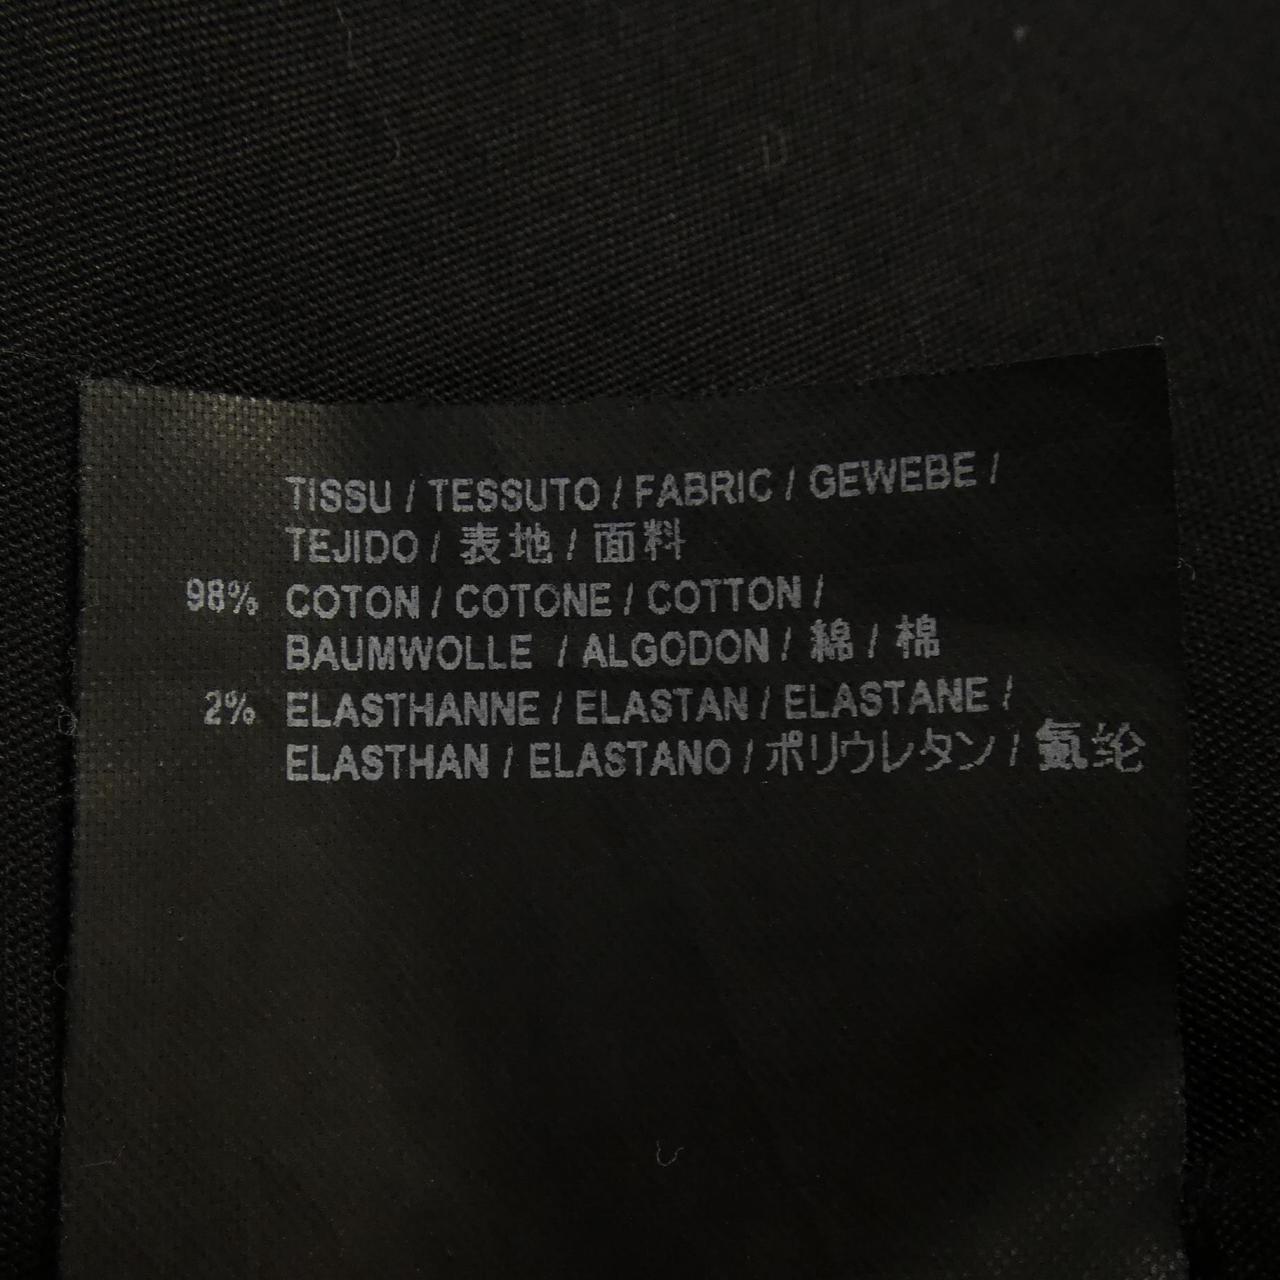 TISSU / TESSUTO / FABRIC / GEWEBE /
TEJIDO / 表地 / 面料
98% COTON / COTONE / COTTON /
BAUMWOLLE / ALGODON / 綿 / 棉
2% ELASTHANNE / ELASTAN / ELASTANE /
ELASTHAN / ELASTANO / ポリウレタン / 氨纶